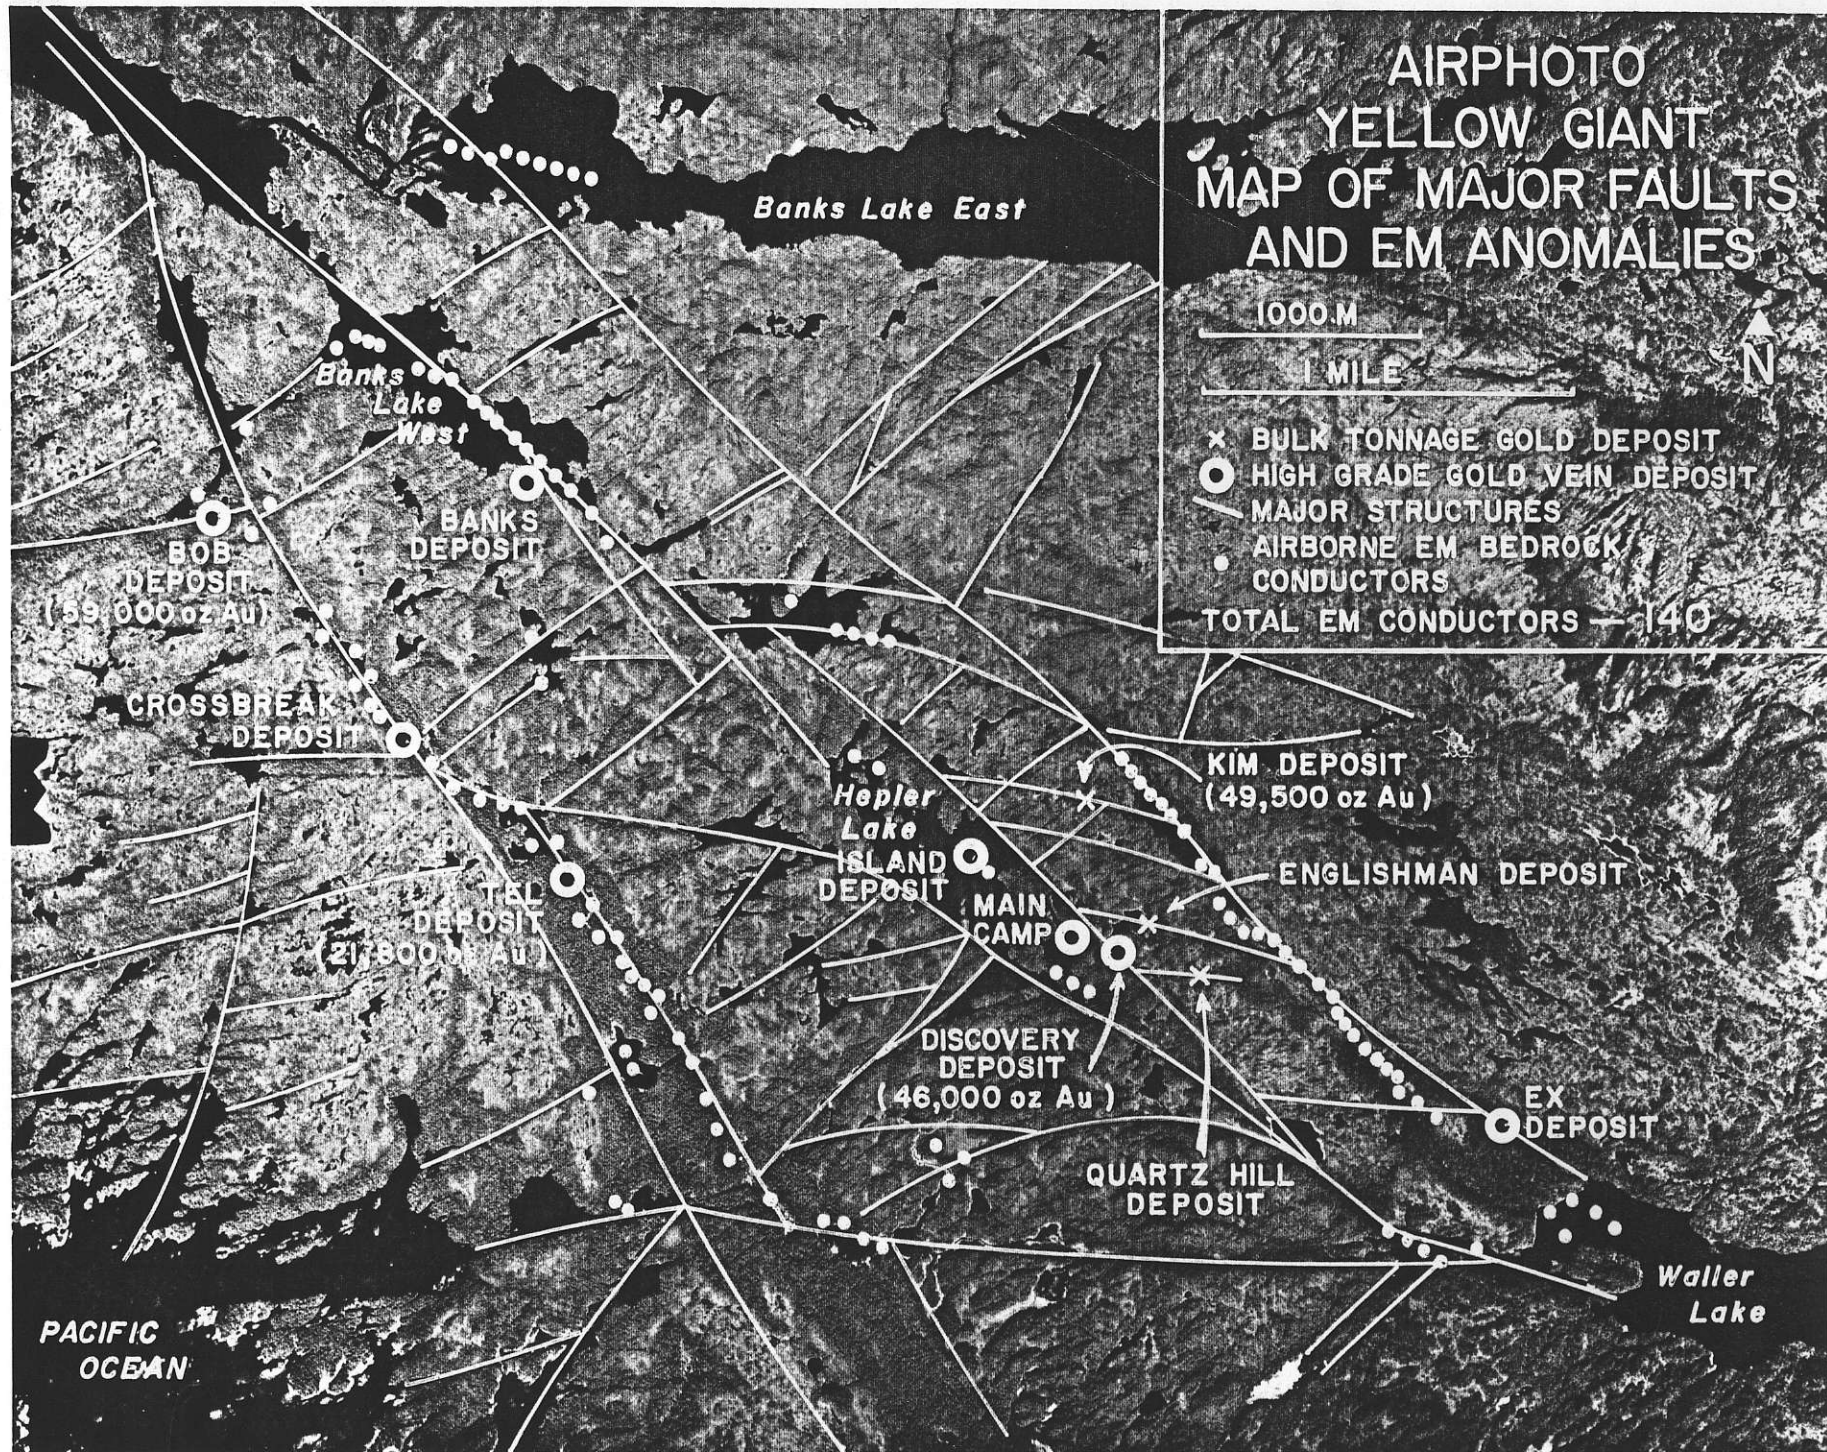 AIRPHOTO
YELLOW GIANT
MAP OF MAJOR FAULTS
AND EM ANOMALIES
1000 M
1 MILE
N
× BULK TONNAGE GOLD DEPOSIT
HIGH GRADE GOLD VEIN DEPOSIT
MAJOR STRUCTURES
AIRBORNE EM BEDROCK
CONDUCTORS
TOTAL EM CONDUCTORS — 140
Banks Lake East
Banks
Lake
West
BANKS
DEPOSIT
BOB
DEPOSIT
(59,000 oz Au)
CROSSBREAK
DEPOSIT
TEL
DEPOSIT
(21,800 oz Au)
Hepler
Lake
ISLAND
DEPOSIT
MAIN
CAMP
KIM DEPOSIT
(49,500 oz Au)
ENGLISHMAN DEPOSIT
DISCOVERY
DEPOSIT
(46,000 oz Au)
QUARTZ HILL
DEPOSIT
EX
DEPOSIT
Waller
Lake
PACIFIC
OCEAN